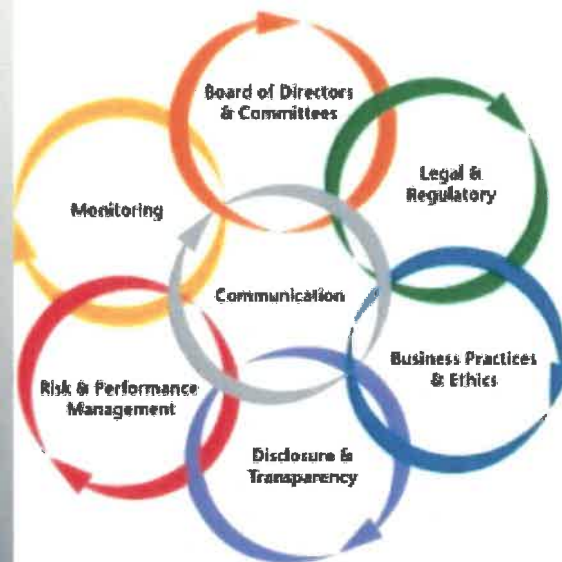 Board of Directors
& Committees
Legal &
Regulatory
Monitoring
Communication
Business Practices
& Ethics
Risk & Performance
Management
Disclosure &
Transparency